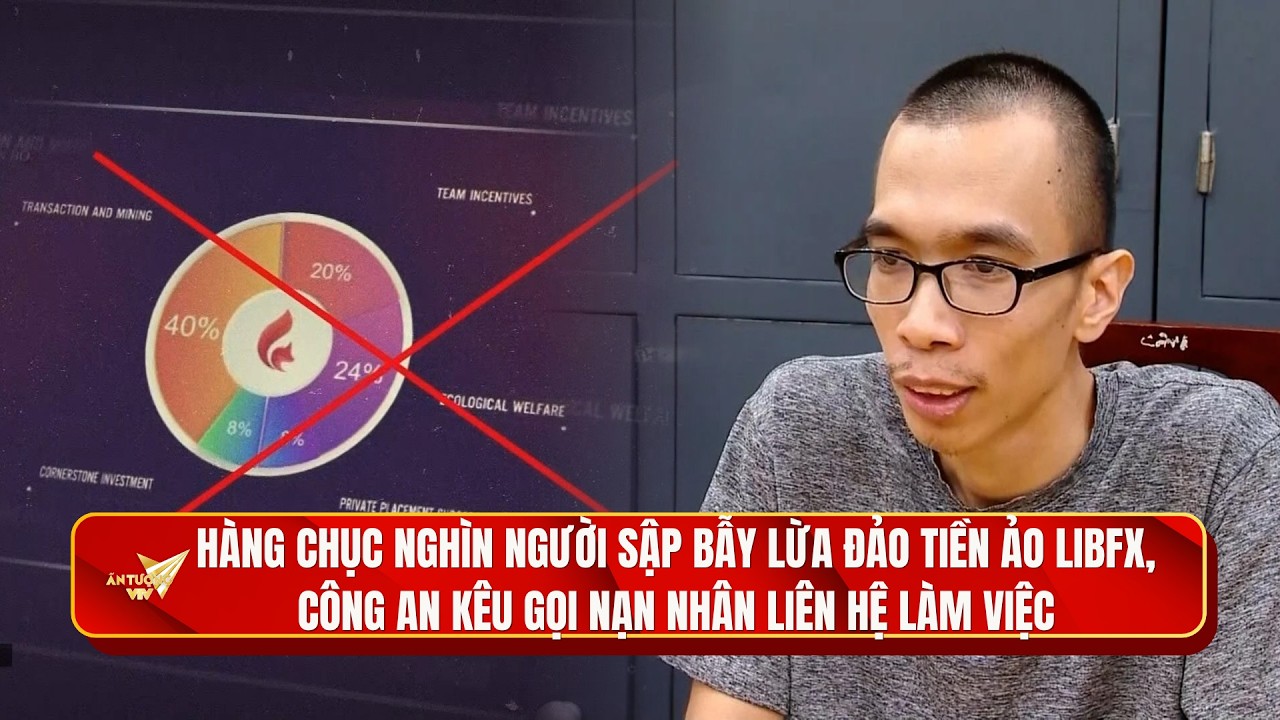 TEAM INCENTIVES
TEAM INCENTIVES
TRANSACTION AND MINING
20%
40%
24%
8%
ECOLOGICAL WELFARE
CORNERSTONE INVESTMENT
PRIVATE PLACEMENT
HÀNG CHỤC NGHÌN NGƯỜI SẬP BẪY LỪA ĐẢO TIỀN ẢO LIBFX,
CÔNG AN KÊU GỌI NẠN NHÂN LIÊN HỆ LÀM VIỆC
ẤN TƯỢNG
VTV